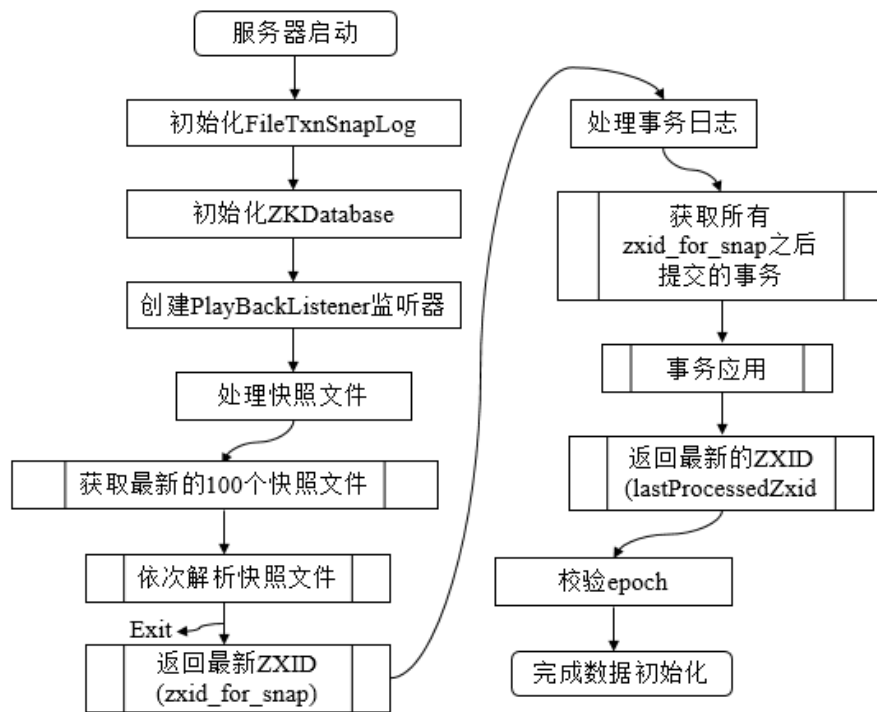 服务器启动
初始化FileTxnSnapLog
初始化ZKDatabase
创建PlayBackListener监听器
处理快照文件
获取最新的100个快照文件
依次解析快照文件
Exit
返回最新ZXID
(zxid_for_snap)
处理事务日志
获取所有
zxid_for_snap之后
提交的事务
事务应用
返回最新的ZXID
(lastProcessedZxid
校验epoch
完成数据初始化